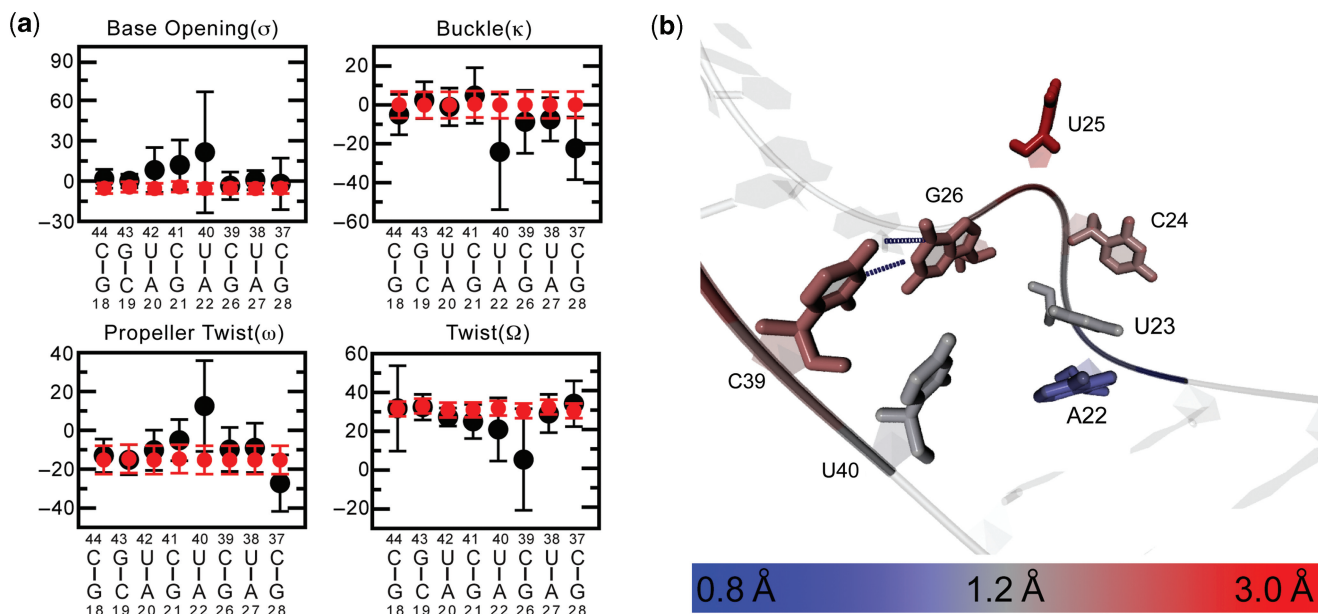 (a)
Base Opening(σ)
90
60
30
0
−30
44 43 42 41 40 39 38 37
C G U C U C U C
G C A G A G A G
18 19 20 21 22 26 27 28
Buckle(κ)
20
0
−20
−40
−60
44 43 42 41 40 39 38 37
C G U C U C U C
G C A G A G A G
18 19 20 21 22 26 27 28
Propeller Twist(ω)
40
20
0
−20
−40
44 43 42 41 40 39 38 37
C G U C U C U C
G C A G A G A G
18 19 20 21 22 26 27 28
Twist(Ω)
60
40
20
0
−20
44 43 42 41 40 39 38 37
C G U C U C U C
G C A G A G A G
18 19 20 21 22 26 27 28
(b)
U25
G26
C24
U23
C39
A22
U40
0.8 Å 1.2 Å 3.0 Å